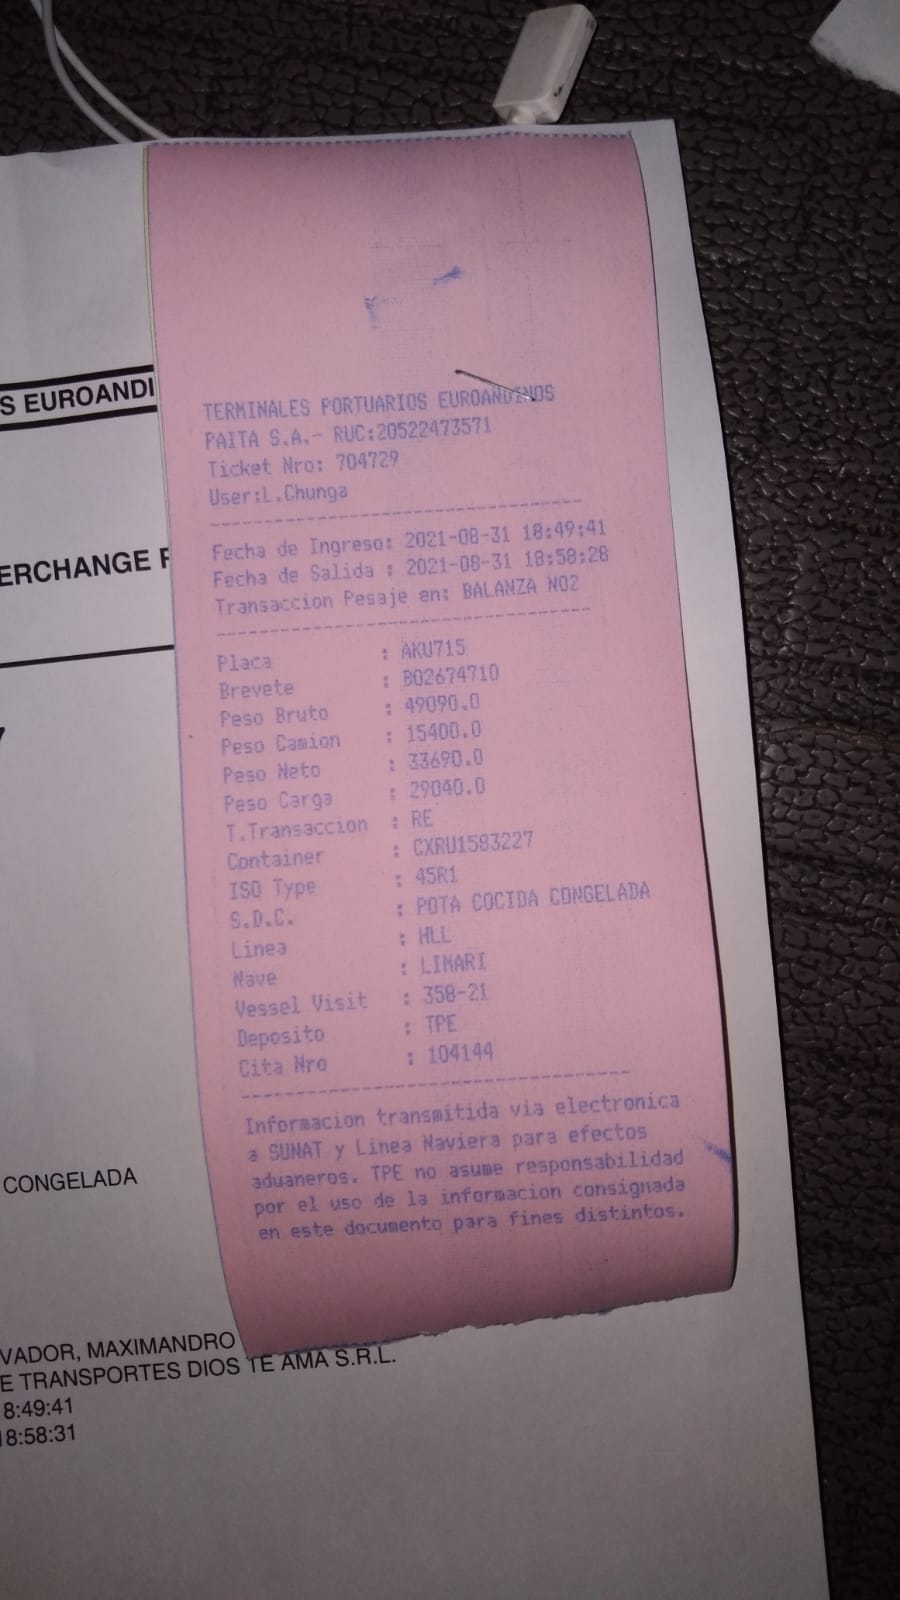 S EUROANDI
ERCHANGE
TERMINALES PORTUARIOS EUROANDINOS
PAITA S.A.- RUC:20522473571
Ticket Nro: 704729
User:L.Chunga
--------------------------------
Fecha de Ingreso: 2021-08-31 18:49:41
Fecha de Salida : 2021-08-31 18:58:28
Transaccion Pesaje en: BALANZA NO2
--------------------------------
Placa : AKU715
Brevete : B02674710
Peso Bruto : 49090.0
Peso Camion : 15400.0
Peso Neto : 33690.0
Peso Carga : 29040.0
T.Transaccion : RE
Container : CXRU1583227
ISO Type : 45R1
S.D.C. : POTA COCIDA CONGELADA
Linea : HLL
Nave : LIMARI
Vessel Visit : 358-21
Deposito : TPE
Cita Nro : 104144
--------------------------------
Informacion transmitida via electronica
a SUNAT y Linea Naviera para efectos
aduaneros. TPE no asume responsabilidad
por el uso de la informacion consignada
en este documento para fines distintos.
CONGELADA
VADOR, MAXIMANDRO
E TRANSPORTES DIOS TE AMA S.R.L.
8:49:41
18:58:31